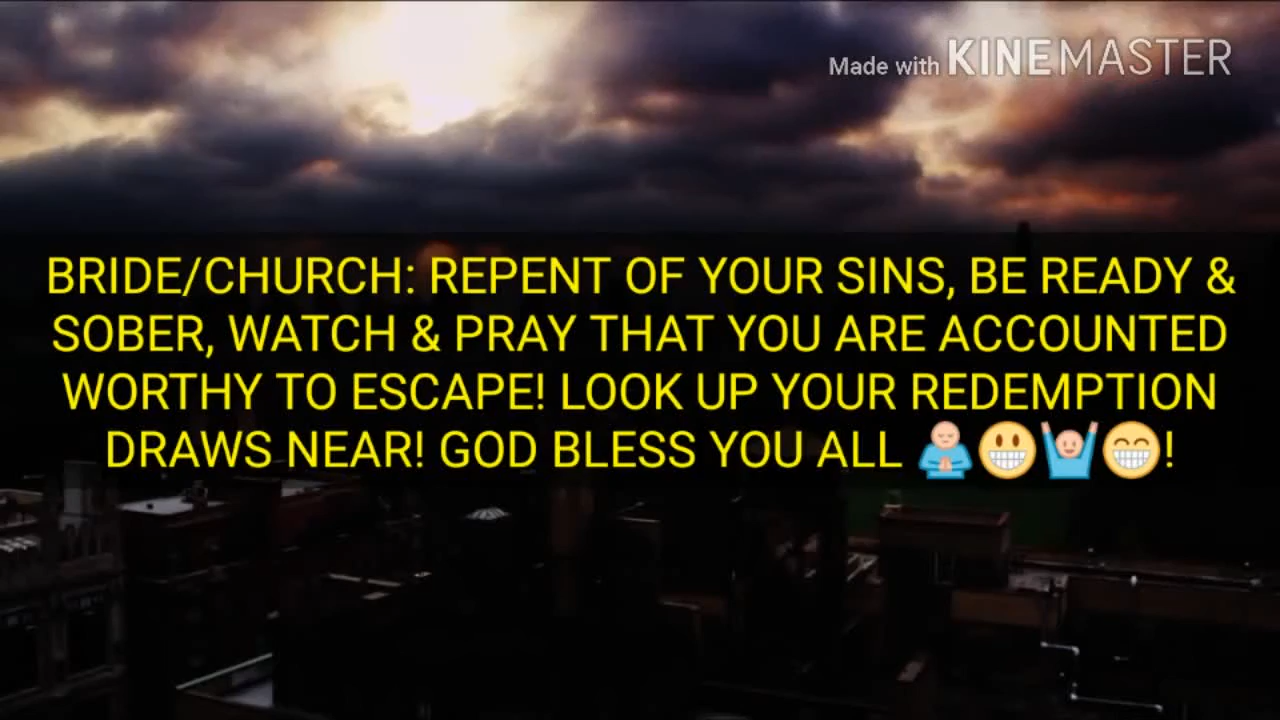 Made with KINEMASTER
BRIDE/CHURCH: REPENT OF YOUR SINS, BE READY &
SOBER, WATCH & PRAY THAT YOU ARE ACCOUNTED
WORTHY TO ESCAPE! LOOK UP YOUR REDEMPTION
DRAWS NEAR! GOD BLESS YOU ALL 🙏😃🙌😁!